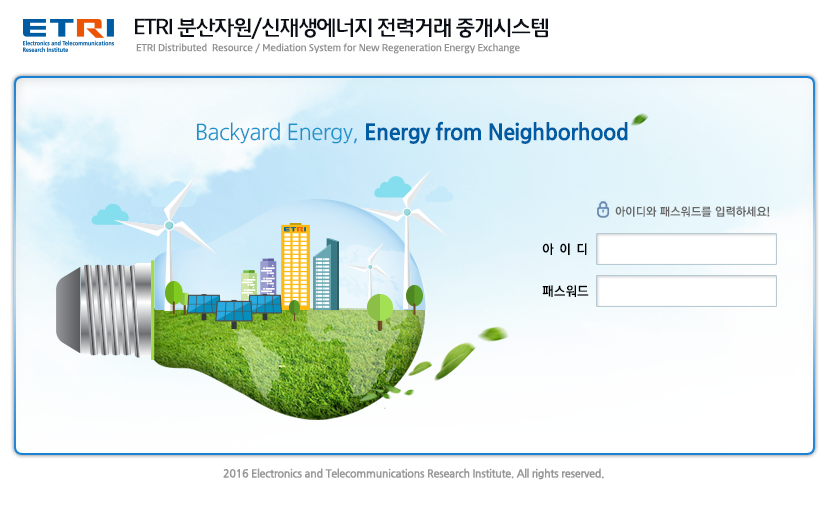 ETRI
Electronics and Telecommunications
Research Institute
ETRI 분산자원/신재생에너지 전력거래 중개시스템
ETRI Distributed Resource / Mediation System for New Regeneration Energy Exchange
Backyard Energy, Energy from Neighborhood
아이디와 패스워드를 입력하세요!
아 이 디
패스워드
ETRI
2016 Electronics and Telecommunications Research Institute. All rights reserved.